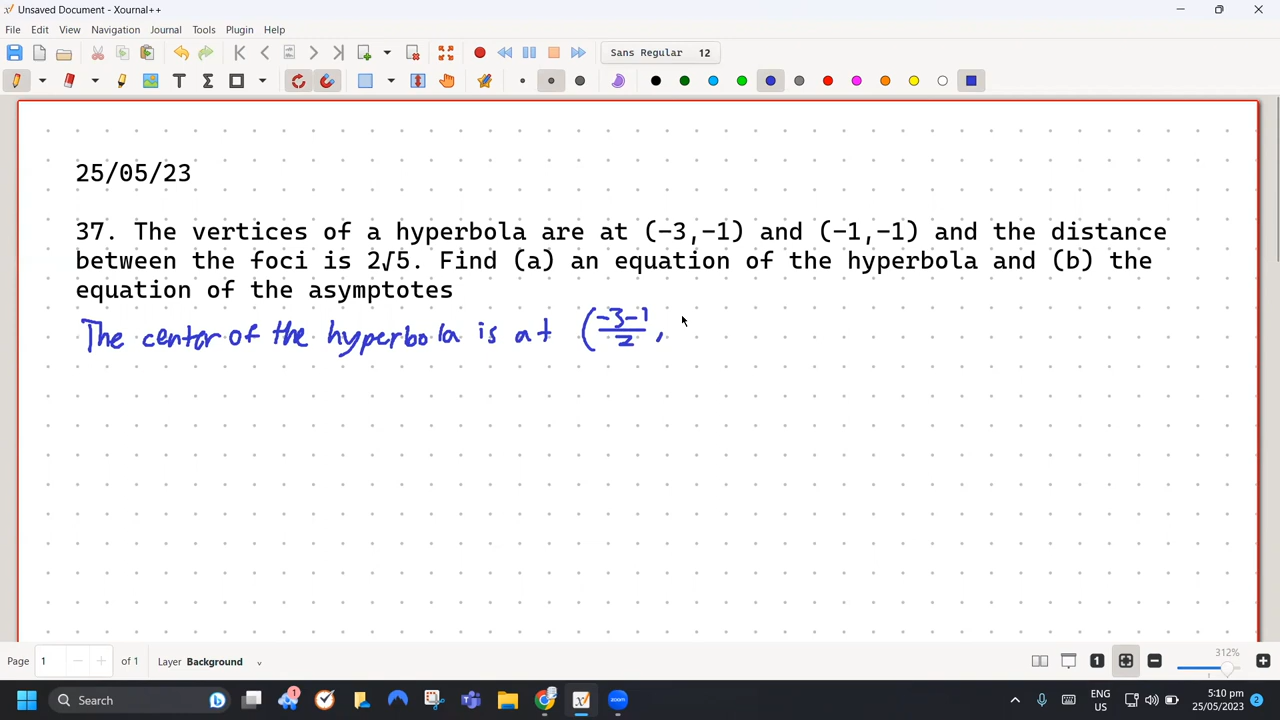 Unsaved Document - Xournal++
File Edit View Navigation Journal Tools Plugin Help
Sans Regular 12
25/05/23
37. The vertices of a hyperbola are at (-3,-1) and (-1,-1) and the distance
between the foci is 2√5. Find (a) an equation of the hyperbola and (b) the
equation of the asymptotes
The center of the hyperbola is at (\frac{-3-1}{2},
Page 1 of 1 Layer Background 312%
Search 1 ENG 5:10 pm
US 25/05/2023 2